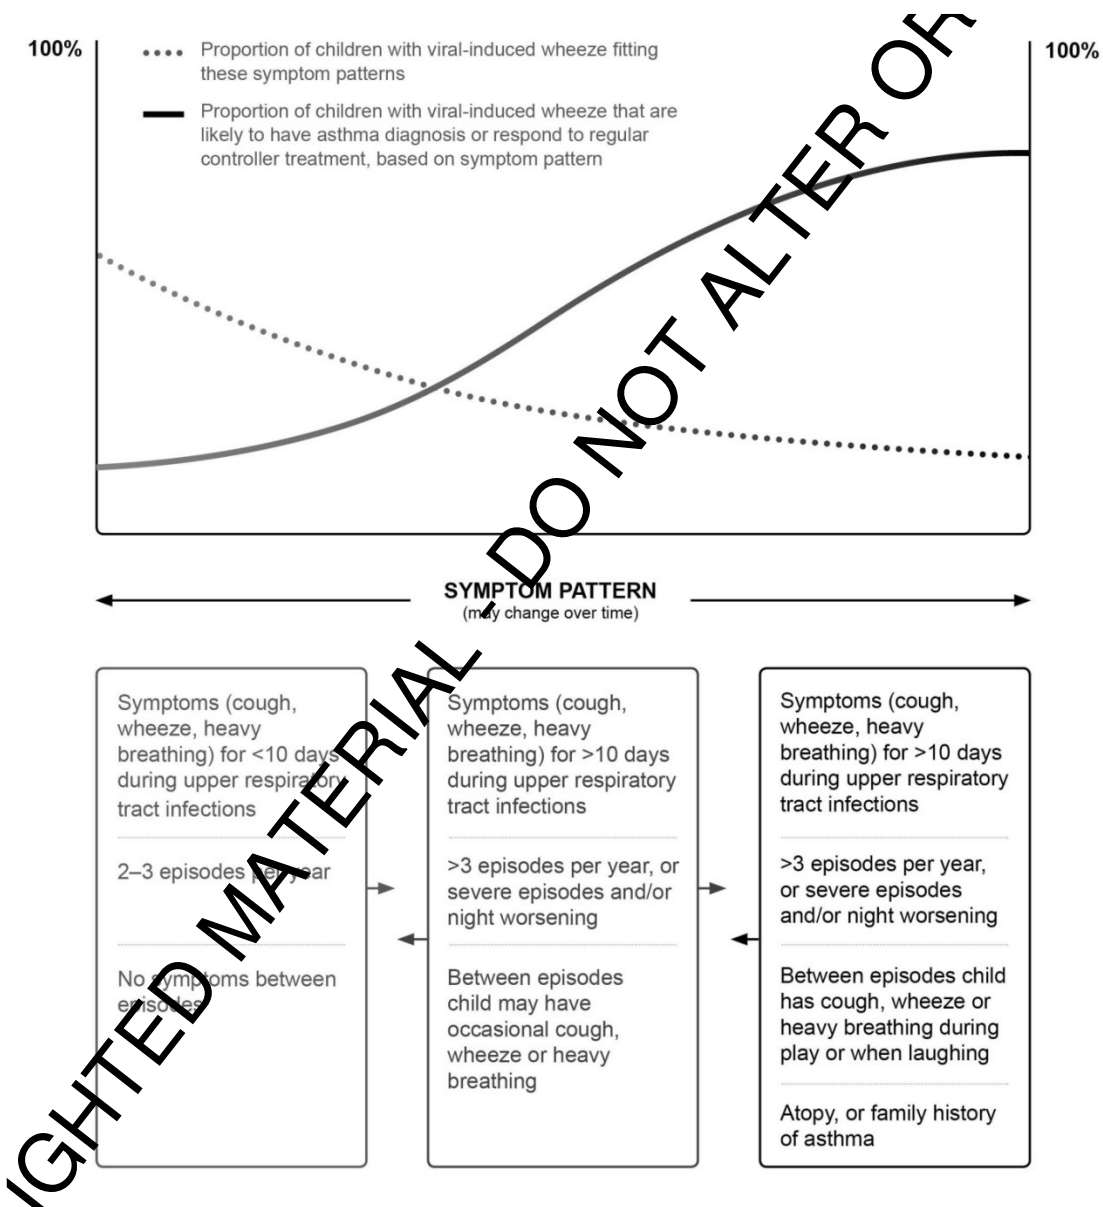 100%
100%
Proportion of children with viral-induced wheeze fitting
these symptom patterns
Proportion of children with viral-induced wheeze that are
likely to have asthma diagnosis or respond to regular
controller treatment, based on symptom pattern
SYMPTOM PATTERN
(may change over time)
Symptoms (cough,
wheeze, heavy
breathing) for <10 days
during upper respiratory
tract infections
2–3 episodes per year
No symptoms between
episodes
Symptoms (cough,
wheeze, heavy
breathing) for >10 days
during upper respiratory
tract infections
>3 episodes per year, or
severe episodes and/or
night worsening
Between episodes
child may have
occasional cough,
wheeze or heavy
breathing
Symptoms (cough,
wheeze, heavy
breathing) for >10 days
during upper respiratory
tract infections
>3 episodes per year,
or severe episodes
and/or night worsening
Between episodes child
has cough, wheeze or
heavy breathing during
play or when laughing
Atopy, or family history
of asthma
IGHTED MATERIAL - DO NOT ALTER OR